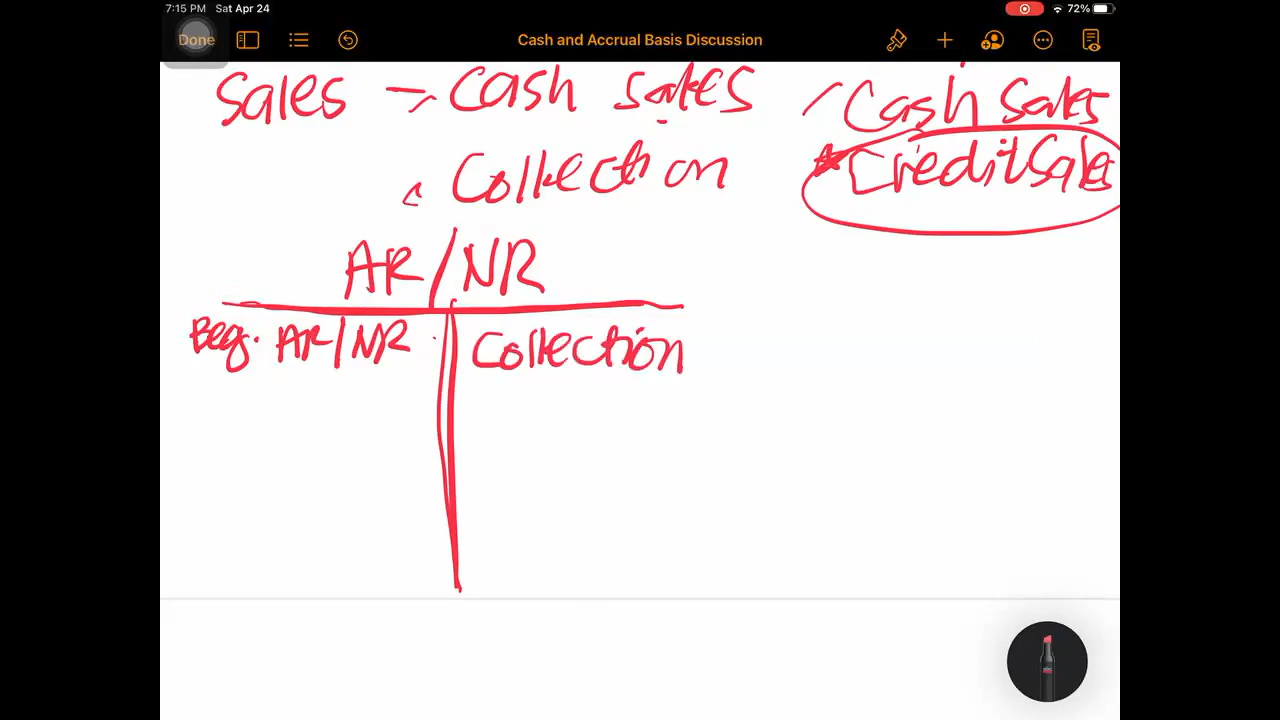 7:15 PM Sat Apr 24
72%
Done
Cash and Accrual Basis Discussion
Sales → Cash sales
Cash Sales
Collection
Credit Sales
AR/NR
Beg. AR/NR
Collection